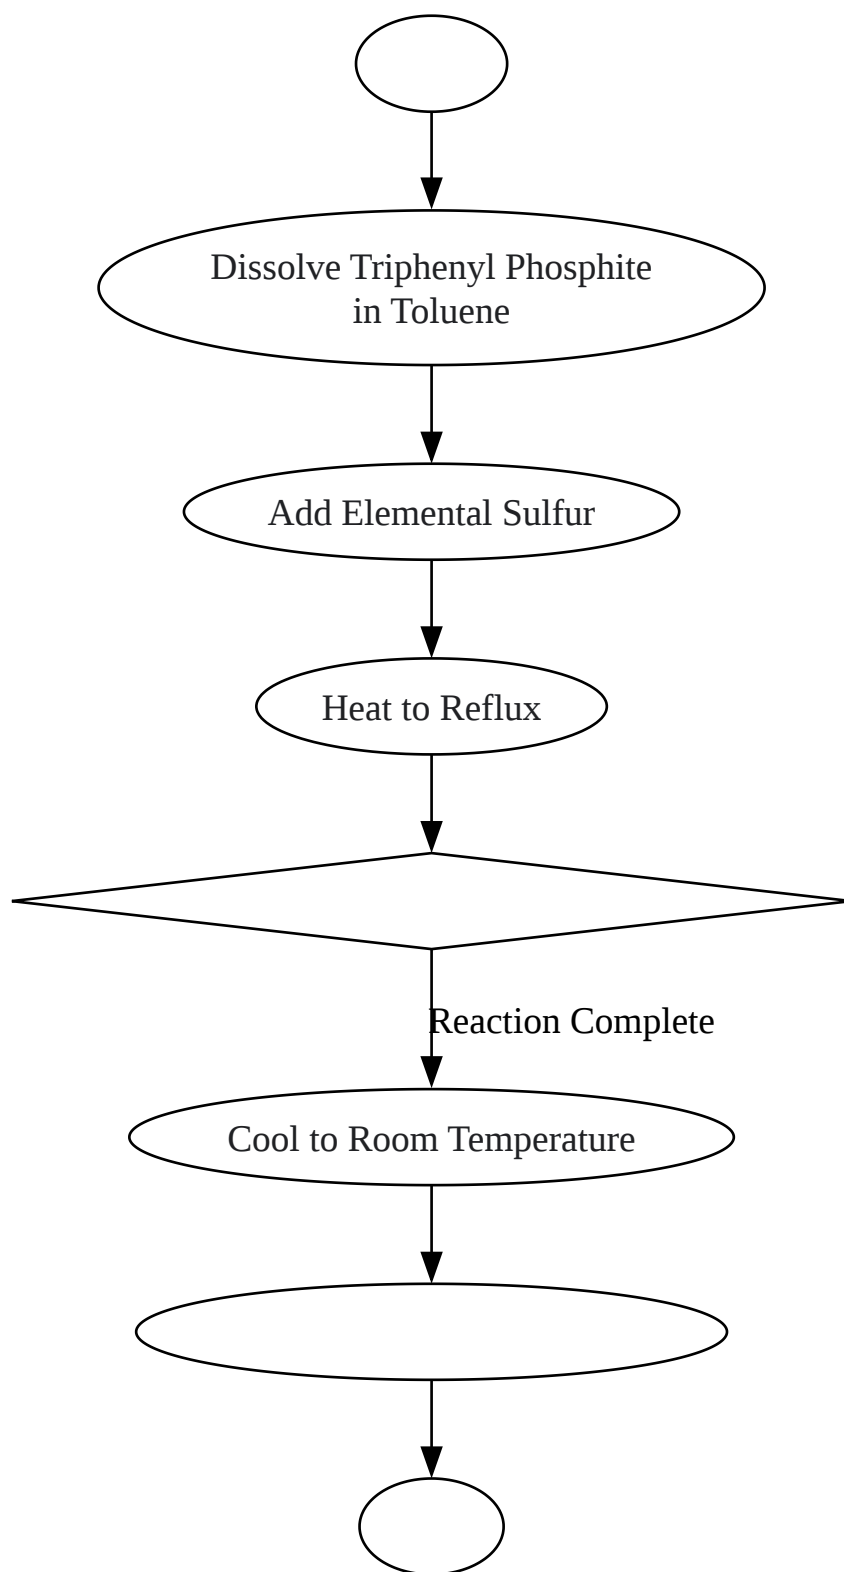 Dissolve Triphenyl Phosphite
in Toluene
Add Elemental Sulfur
Heat to Reflux
Reaction Complete
Cool to Room Temperature